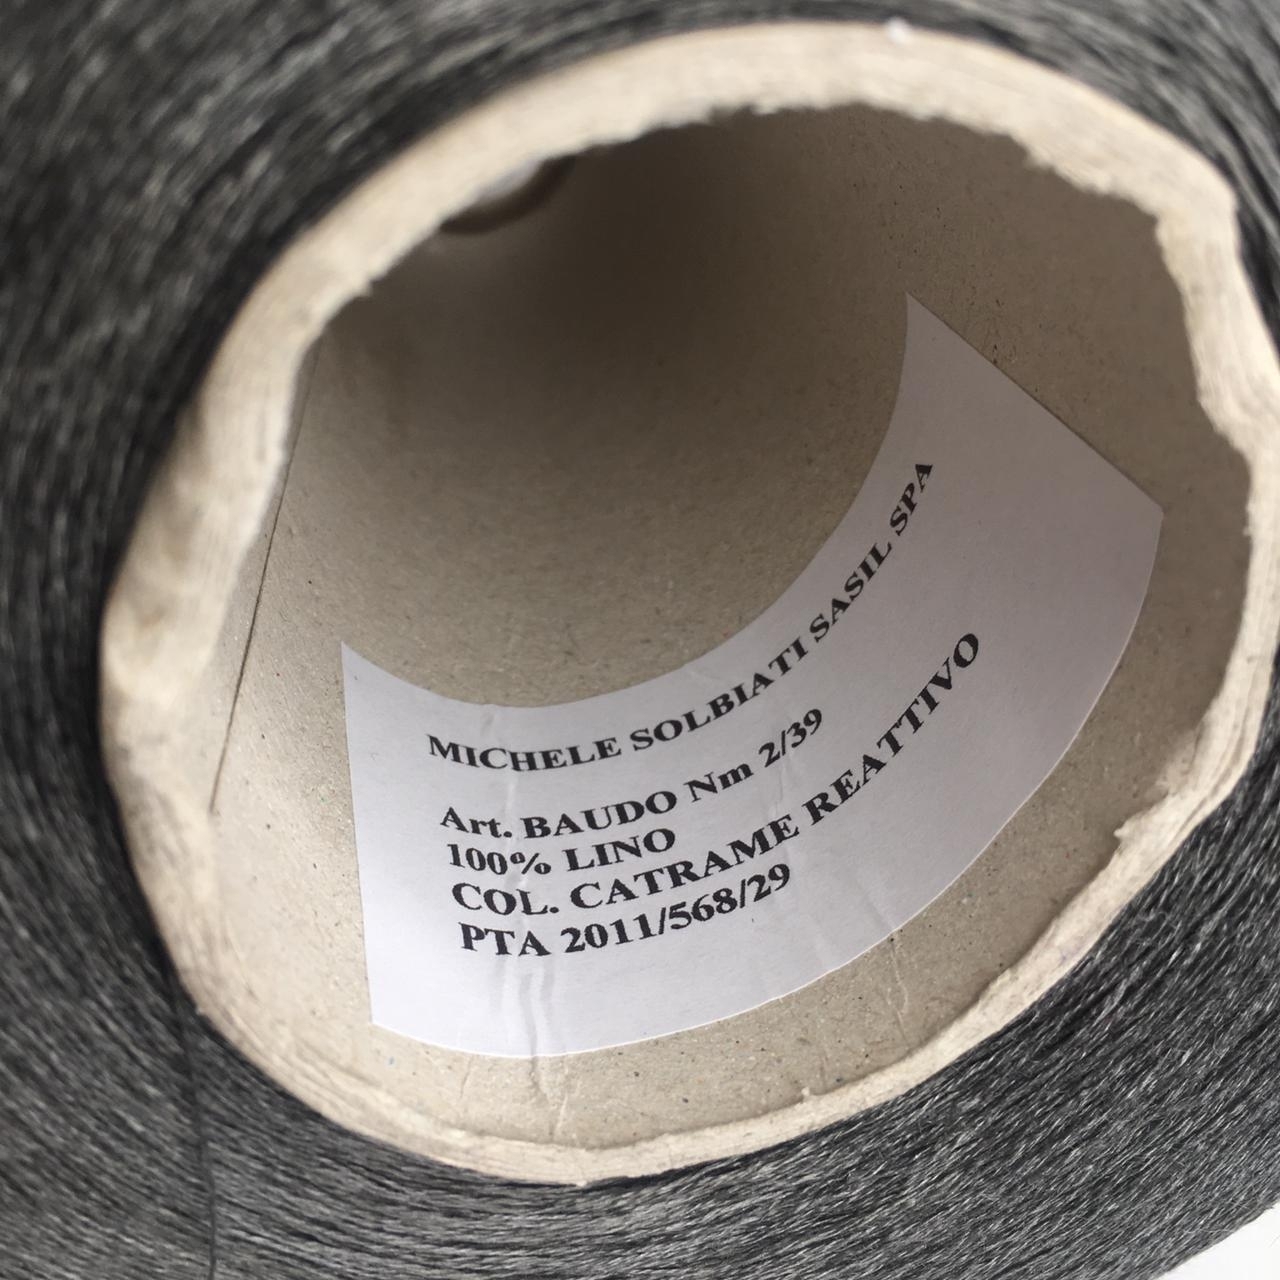 MICHELE SOLBIATI SASIL SPA
Art. BAUDO Nm 2/39
100% LINO
COL. CATRAME REATTIVO
PTA 2011/568/29